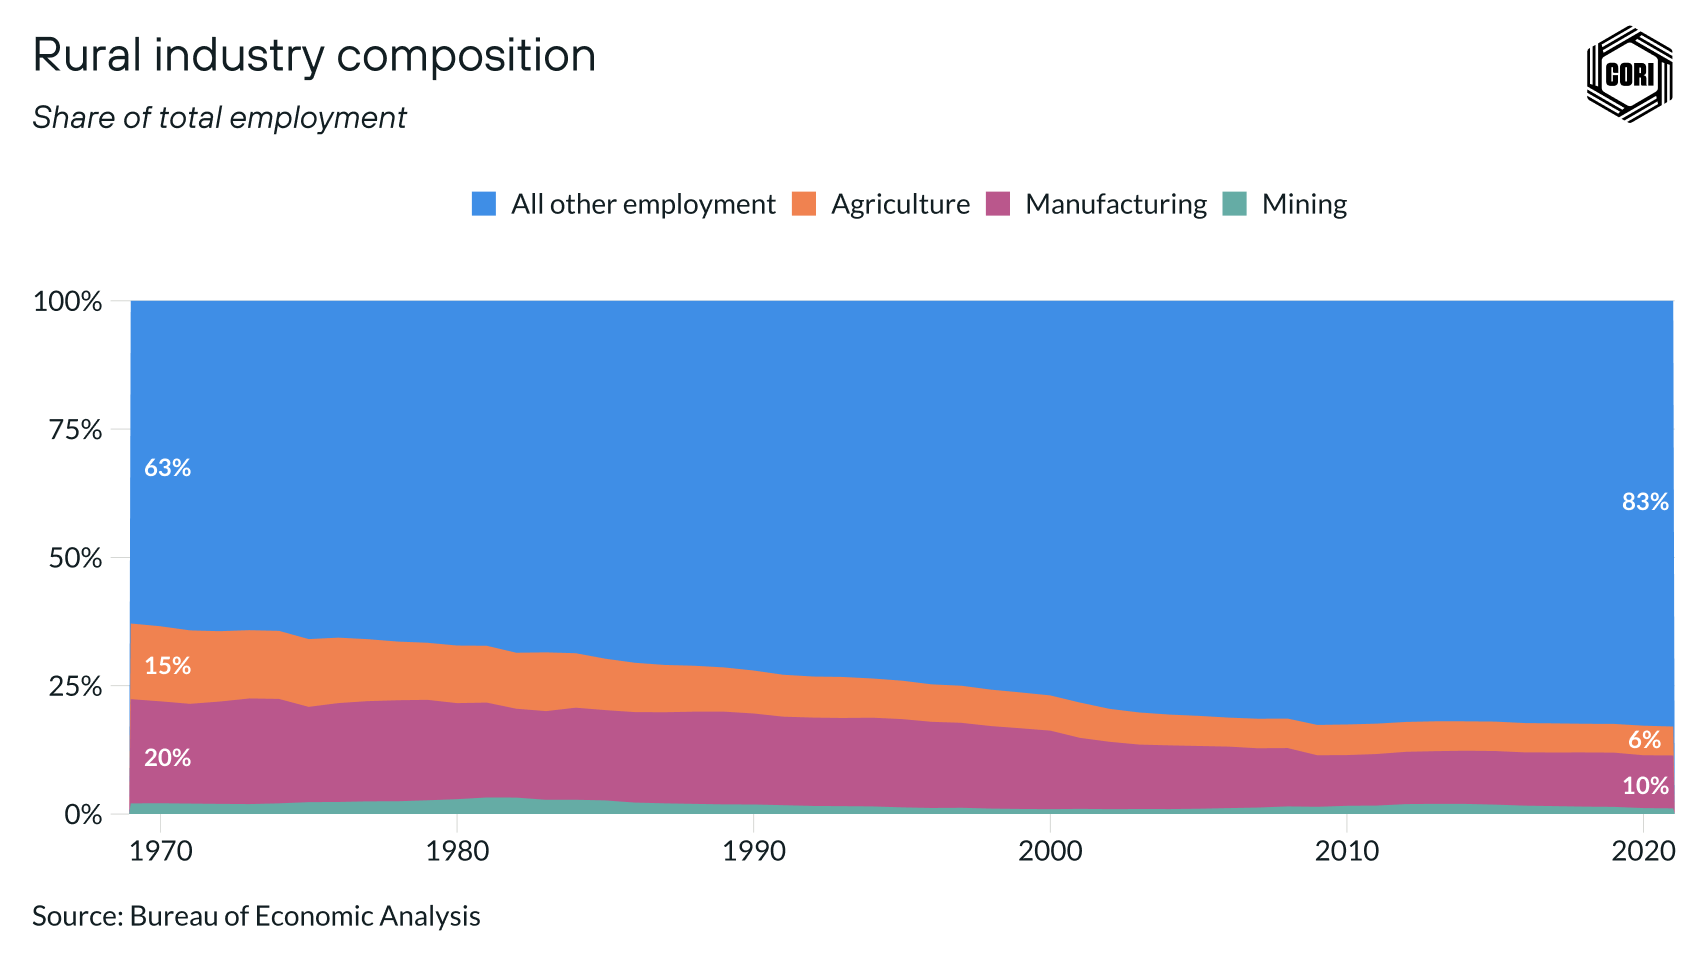 Rural industry composition
CORI
Share of total employment
All other employment Agriculture Manufacturing Mining
100%
75%
63%
83%
50%
15%
25%
6%
20%
10%
0%
1970 1980 1990 2000 2010 2020
Source: Bureau of Economic Analysis